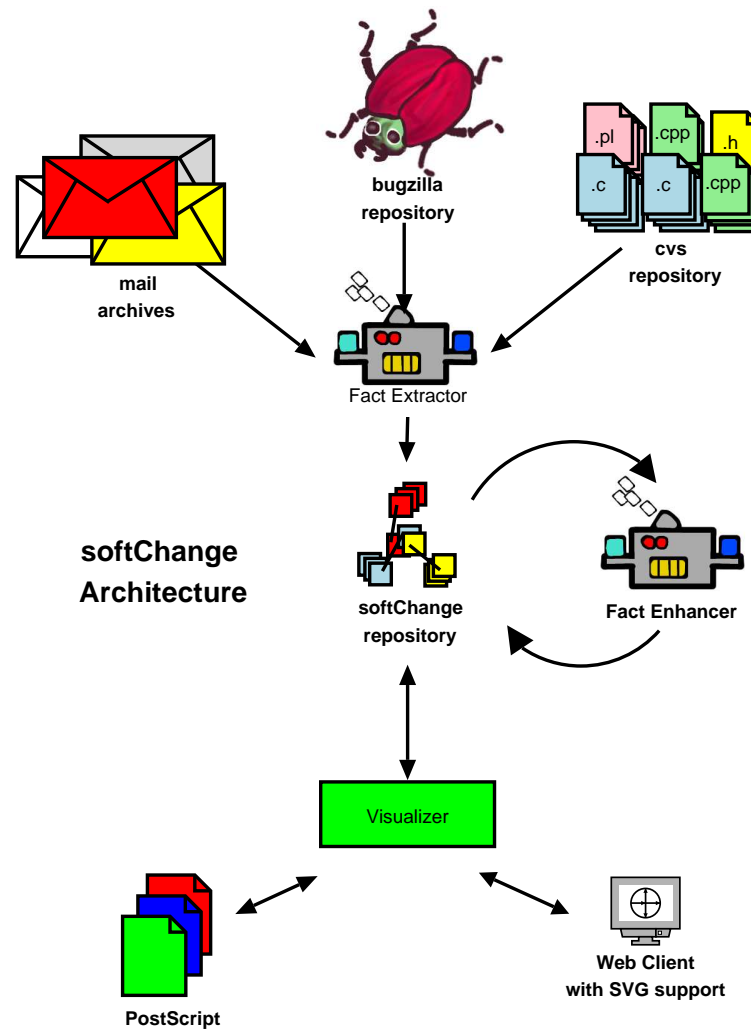 .pl
.cpp
.h
.c
.c
.cpp
bugzilla
repository
cvs
repository
mail
archives
Fact Extractor
softChange
Architecture
softChange
repository
Fact Enhancer
Visualizer
PostScript
Web Client
with SVG support